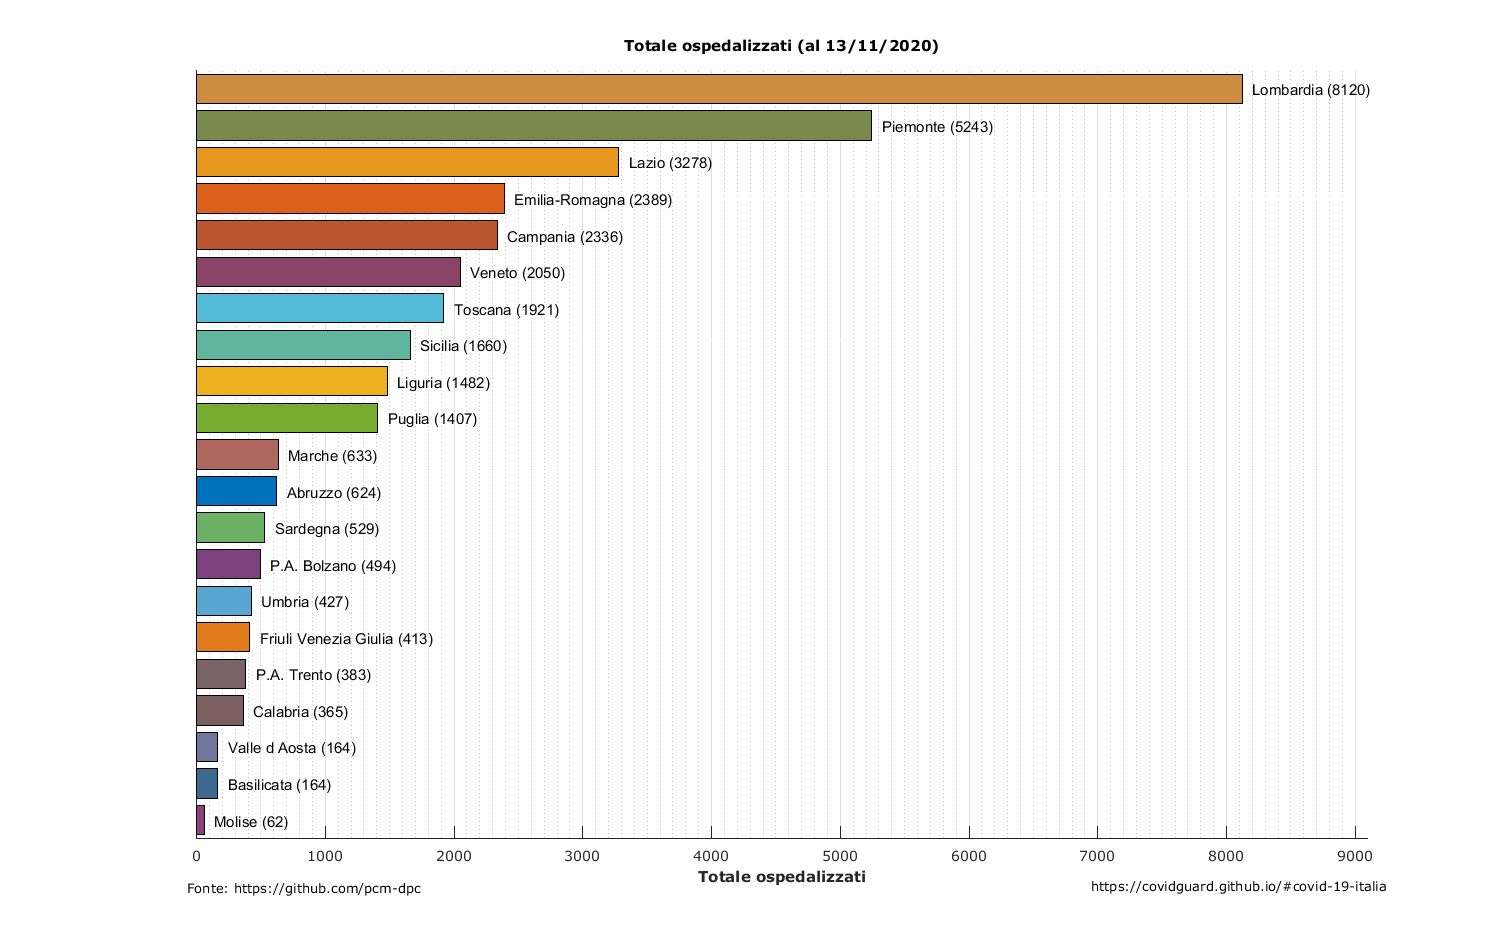 Totale ospedalizzati (al 13/11/2020)
Lombardia (8120)
Piemonte (5243)
Lazio (3278)
Emilia-Romagna (2389)
Campania (2336)
Veneto (2050)
Toscana (1921)
Sicilia (1660)
Liguria (1482)
Puglia (1407)
Marche (633)
Abruzzo (624)
Sardegna (529)
P.A. Bolzano (494)
Umbria (427)
Friuli Venezia Giulia (413)
P.A. Trento (383)
Calabria (365)
Valle d Aosta (164)
Basilicata (164)
Molise (62)
0 1000 2000 3000 4000 5000 6000 7000 8000 9000
Totale ospedalizzati
Fonte: https://github.com/pcm-dpc
https://covidguard.github.io/#covid-19-italia